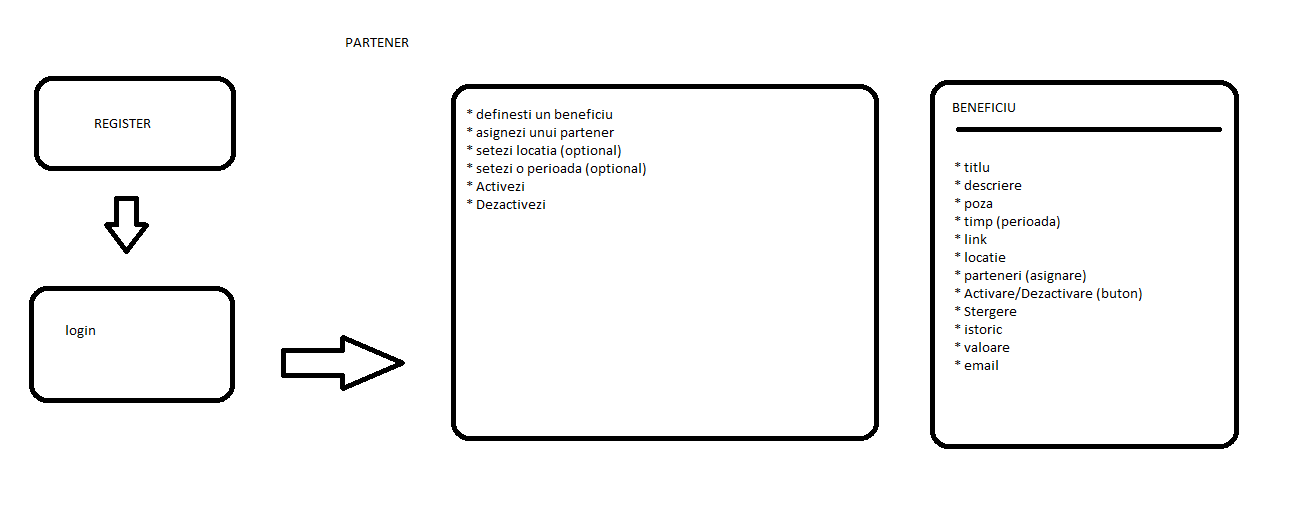 PARTENER
REGISTER
login
* definesti un beneficiu
* asignezi unui partener
* setezi locatia (optional)
* setezi o perioada (optional)
* Activezi
* Dezactivezi
BENEFICIU
* titlu
* descriere
* poza
* timp (perioada)
* link
* locatie
* parteneri (asignare)
* Activare/Dezactivare (buton)
* Stergere
* istoric
* valoare
* email